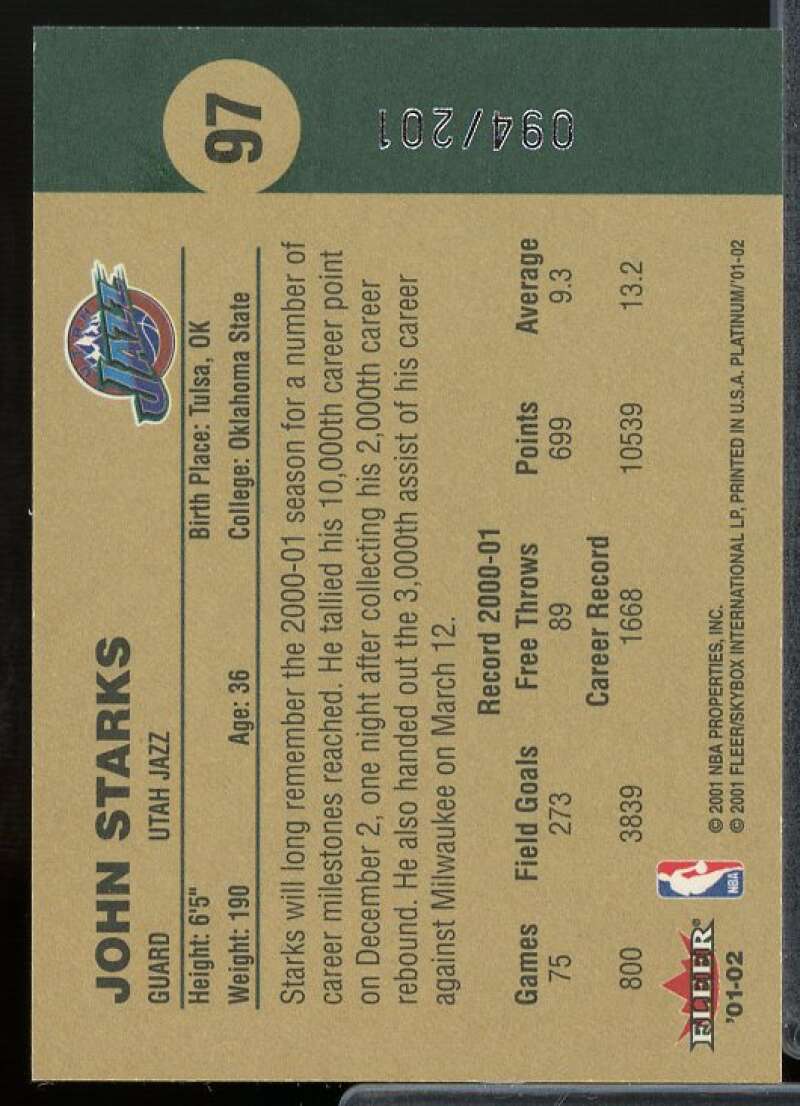 97
094/201
JOHN STARKS
GUARD UTAH JAZZ
JAZZ
Height: 6'5" Birth Place: Tulsa, OK
Weight: 190 Age: 36 College: Oklahoma State
Starks will long remember the 2000-01 season for a number of
career milestones reached. He tallied his 10,000th career point
on December 2, one night after collecting his 2,000th career
rebound. He also handed out the 3,000th assist of his career
against Milwaukee on March 12.
Record 2000-01
Games Field Goals Free Throws Points Average
75 273 89 699 9.3
Career Record
800 3839 1668 10539 13.2
FLEER®
'01-02
NBA
© 2001 NBA PROPERTIES, INC.
© 2001 FLEER/SKYBOX INTERNATIONAL LP, PRINTED IN U.S.A. PLATINUM/'01-02